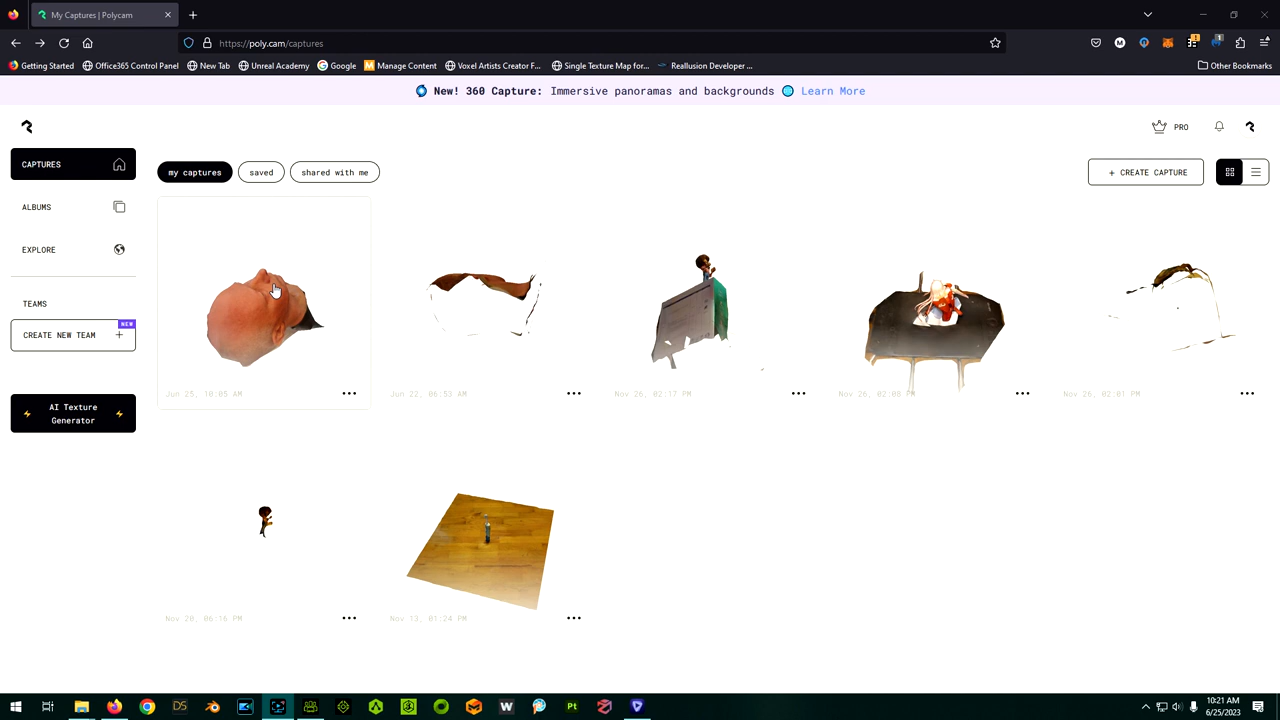 My Captures | Polycam
https://poly.cam/captures
Getting Started
Office365 Control Panel
New Tab
Unreal Academy
Google
Manage Content
Voxel Artists Creator F...
Single Texture Map for...
Reallusion Developer ...
Other Bookmarks
New! 360 Capture: Immersive panoramas and backgrounds Learn More
PRO
CAPTURES
my captures
saved
shared with me
+ CREATE CAPTURE
ALBUMS
EXPLORE
TEAMS
NEW
CREATE NEW TEAM +
AI Texture
Generator
Jun 25, 10:05 AM
Jun 22, 06:53 AM
Nov 26, 02:17 PM
Nov 26, 02:08 PM
Nov 26, 02:01 PM
Nov 20, 06:16 PM
Nov 13, 01:24 PM
10:21 AM
6/25/2023